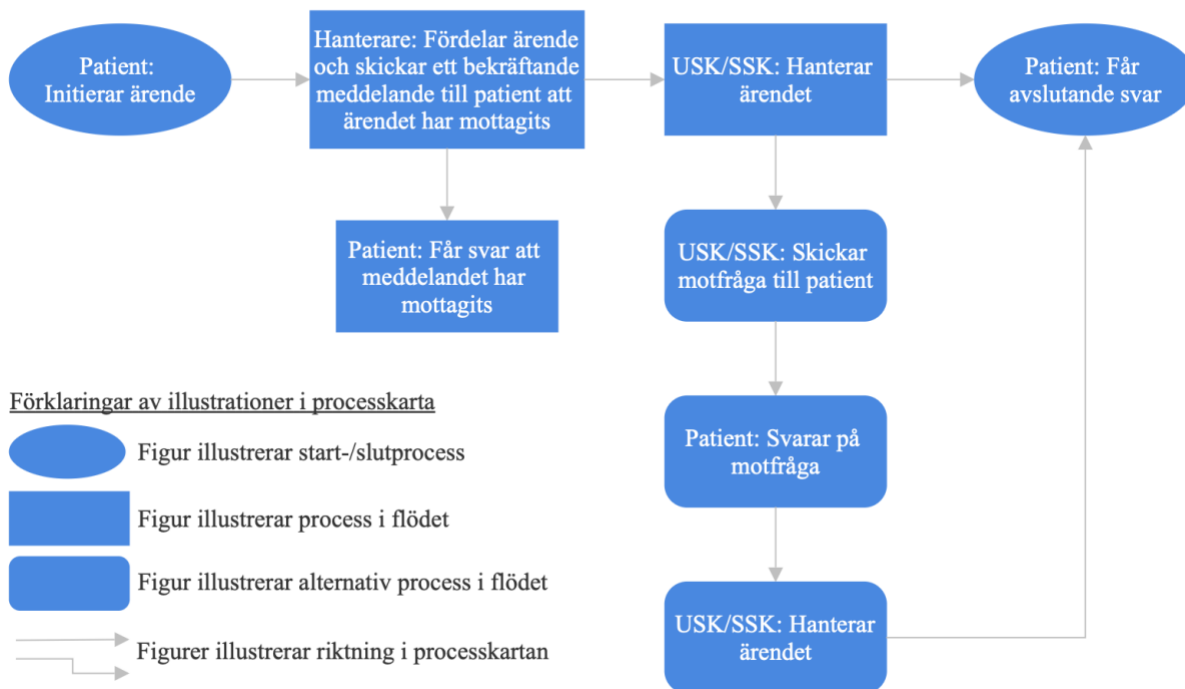 Patient:
Initierar ärende
Hanterare: Fördelar ärende
och skickar ett bekräftande
meddelande till patient att
ärendet har mottagits
USK/SSK: Hanterar
ärendet
Patient: Får
avslutande svar
Patient: Får svar att
meddelandet har
mottagits
USK/SSK: Skickar
motfråga till patient
Patient: Svarar på
motfråga
USK/SSK: Hanterar
ärendet
Förklaringar av illustrationer i processkarta
Figur illustrerar start-/slutprocess
Figur illustrerar process i flödet
Figur illustrerar alternativ process i flödet
Figurer illustrerar riktning i processkartan